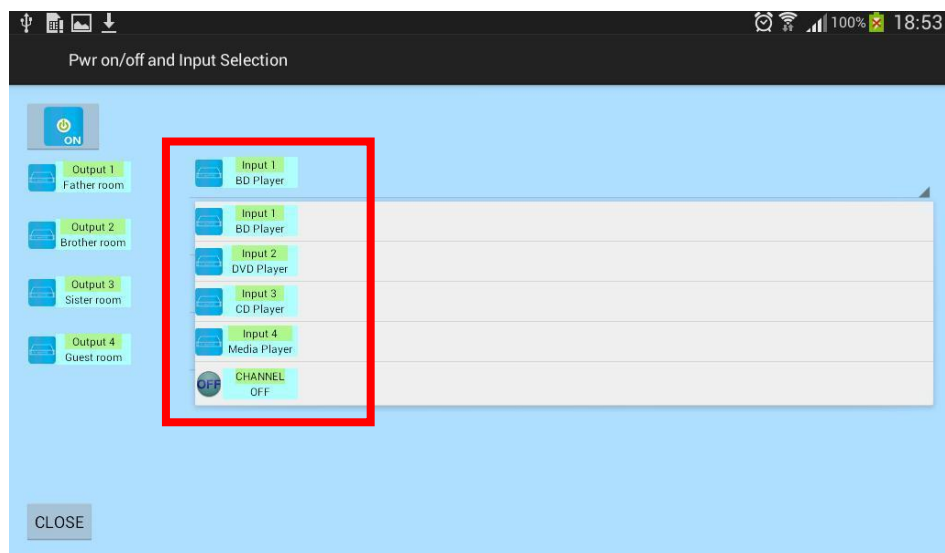 100% 18:53
Pwr on/off and Input Selection
ON
Output 1
Father room
Input 1
BD Player
Input 1
BD Player
Output 2
Brother room
Input 2
DVD Player
Output 3
Sister room
Input 3
CD Player
Output 4
Guest room
Input 4
Media Player
OFF
CHANNEL
OFF
CLOSE